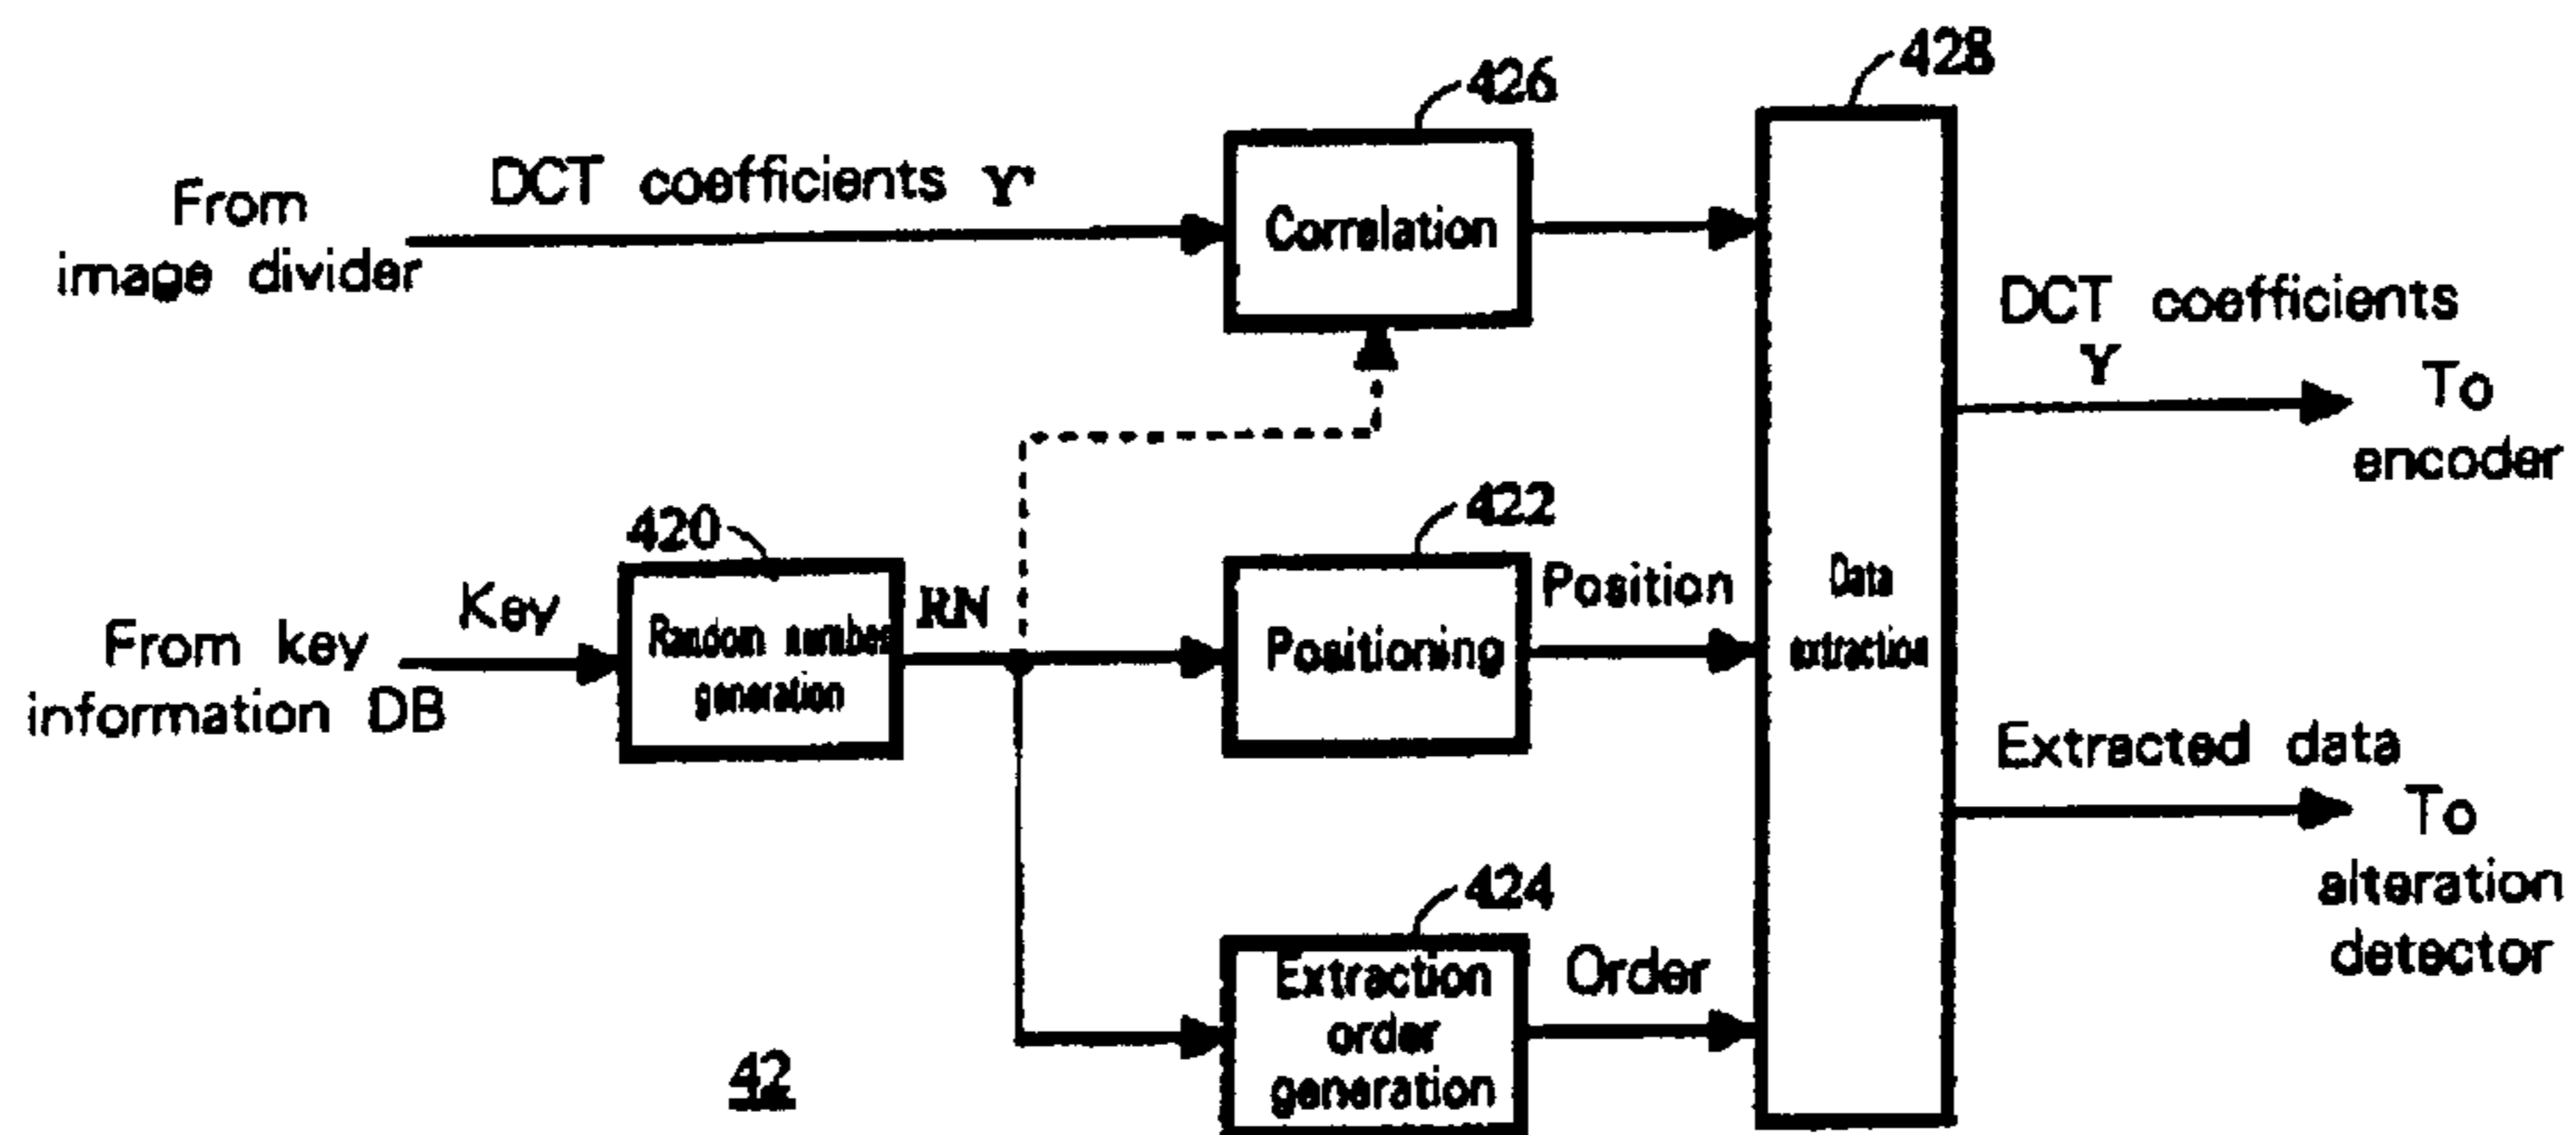 428
426
From
image divider
DCT coefficients Y'
Correlation
DCT coefficients
Y
To
encoder
420
422
From key
information DB
Key
Random number
generation
RN
Positioning
Position
Data
extraction
Extracted data
To
alteration
detector
424
Extraction
order
generation
Order
42